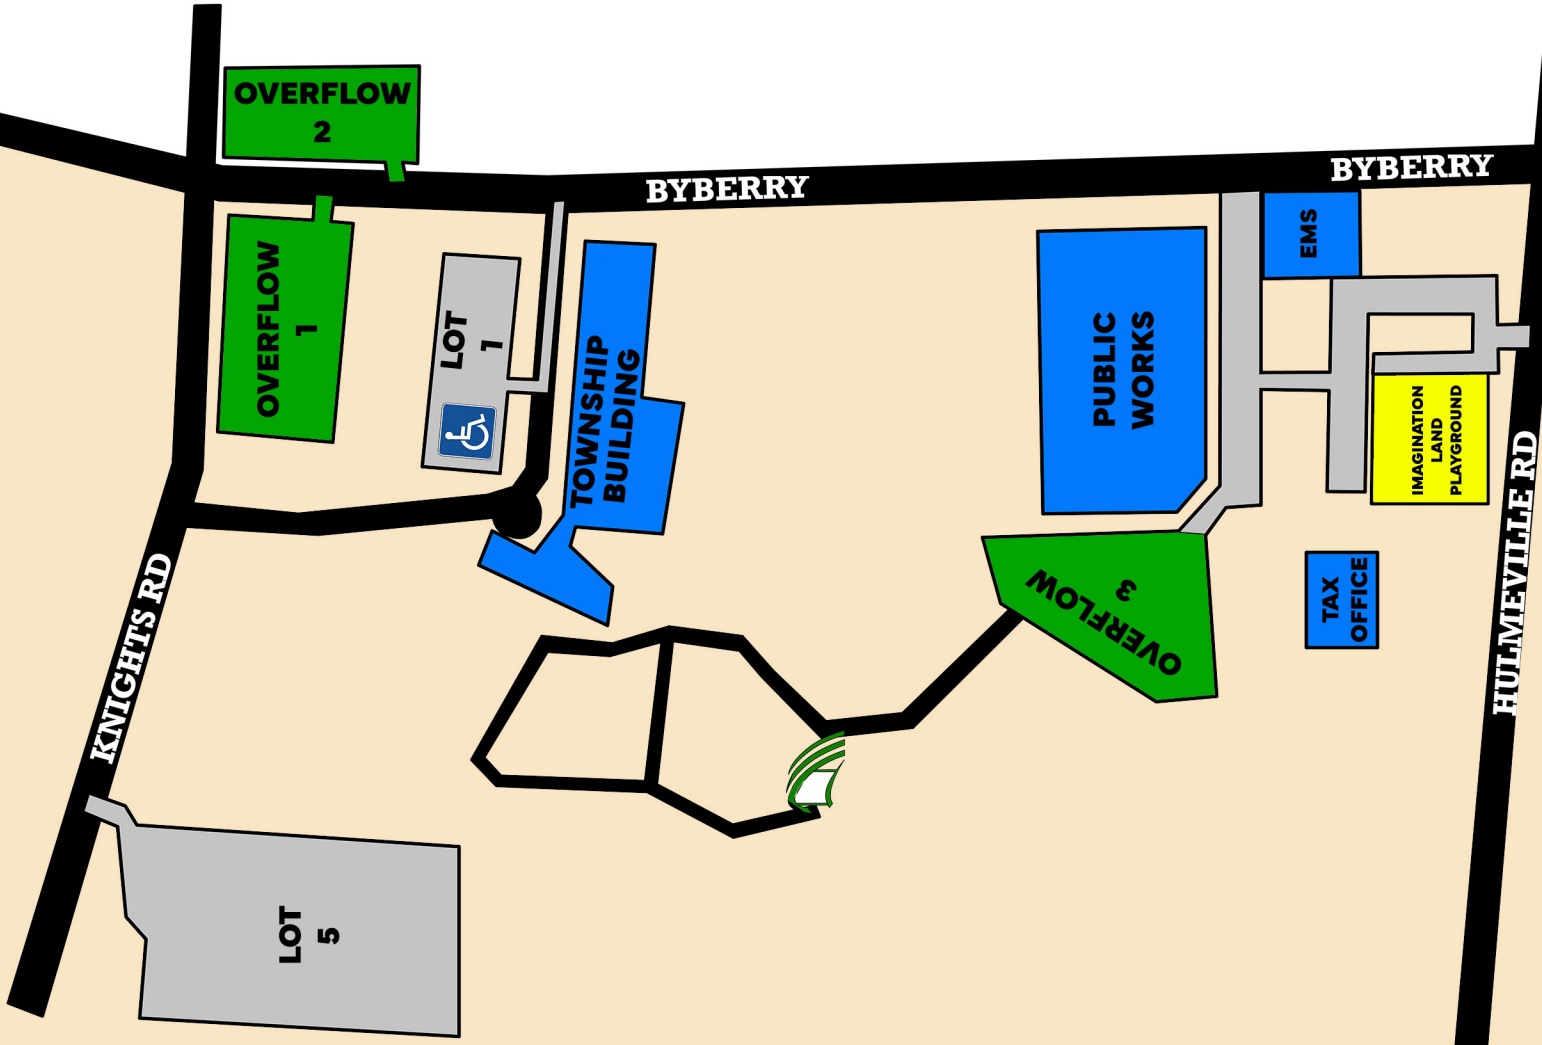 OVERFLOW
2
BYBERRY
BYBERRY
OVERFLOW
1
LOT
1
TOWNSHIP
BUILDING
PUBLIC
WORKS
EMS
IMAGINATION
LAND
PLAYGROUND
OVERFLOW
3
TAX
OFFICE
HULMEVILLE RD
KNIGHTS RD
LOT
5